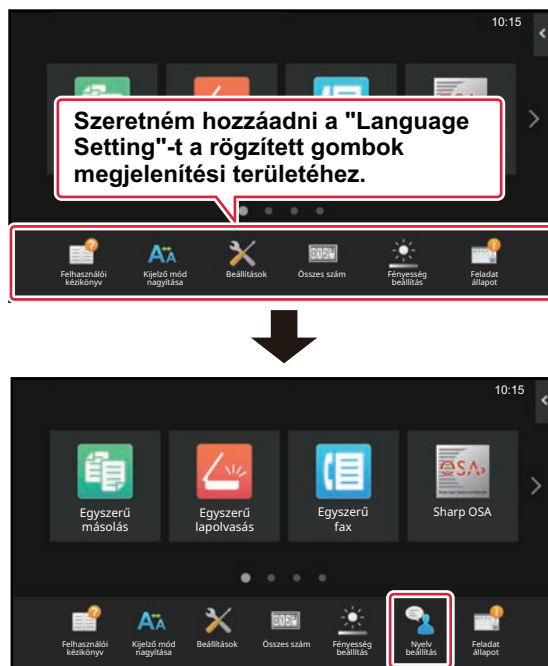 10:15
Szeretném hozzáadni a "Language
Setting"-t a rögzített gombok
megjelenítési területéhez.
Felhasználói
kézikönyv
Kijelző mód
nagyítása
Beállítások
Összes szám
Fényesség
beállítás
Feladat
állapot
10:15
Egyszerű
másolás
Egyszerű
lapolvasás
Egyszerű
fax
OSA
Sharp OSA
Felhasználói
kézikönyv
Kijelző mód
nagyítása
Beállítások
Összes szám
Fényesség
beállítás
Nyelv
beállítás
Feladat
állapot